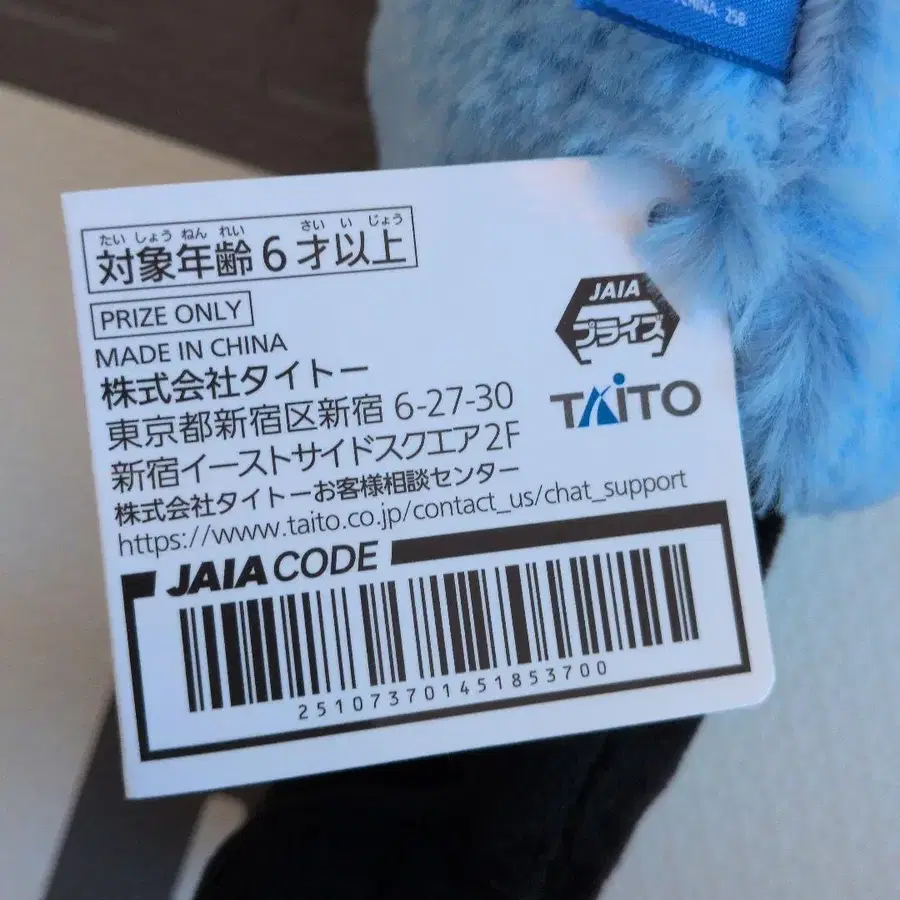 CHINA 25B
たいしょうねんれい さいいじょう
対象年齢6才以上
PRIZE ONLY
MADE IN CHINA
株式会社タイトー
東京都新宿区新宿 6-27-30
新宿イーストサイドスクエア2F
株式会社タイトーお客様相談センター
https://www.taito.co.jp/contact_us/chat_support
JAIA
プライズ
TAITO
JAIA CODE
251073701451853700